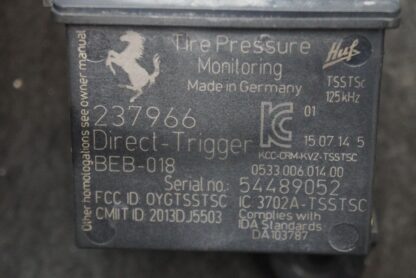 Tire Pressure
Monitoring
Made in Germany
Huf
TSSTSc
125kHz
237966
Direct-Trigger
BEB-018
01
15.07.14 5
KCC-CRM-KVZ-TSSTSC
0533.006.014.00
Serial no.: 54489052
FCC ID: OYGTSSTSC
IC 3702A-TSSTSC
CMIIT ID: 2013DJ5503
Complies with
IDA Standards
DA103787
Other homologations see owner manual